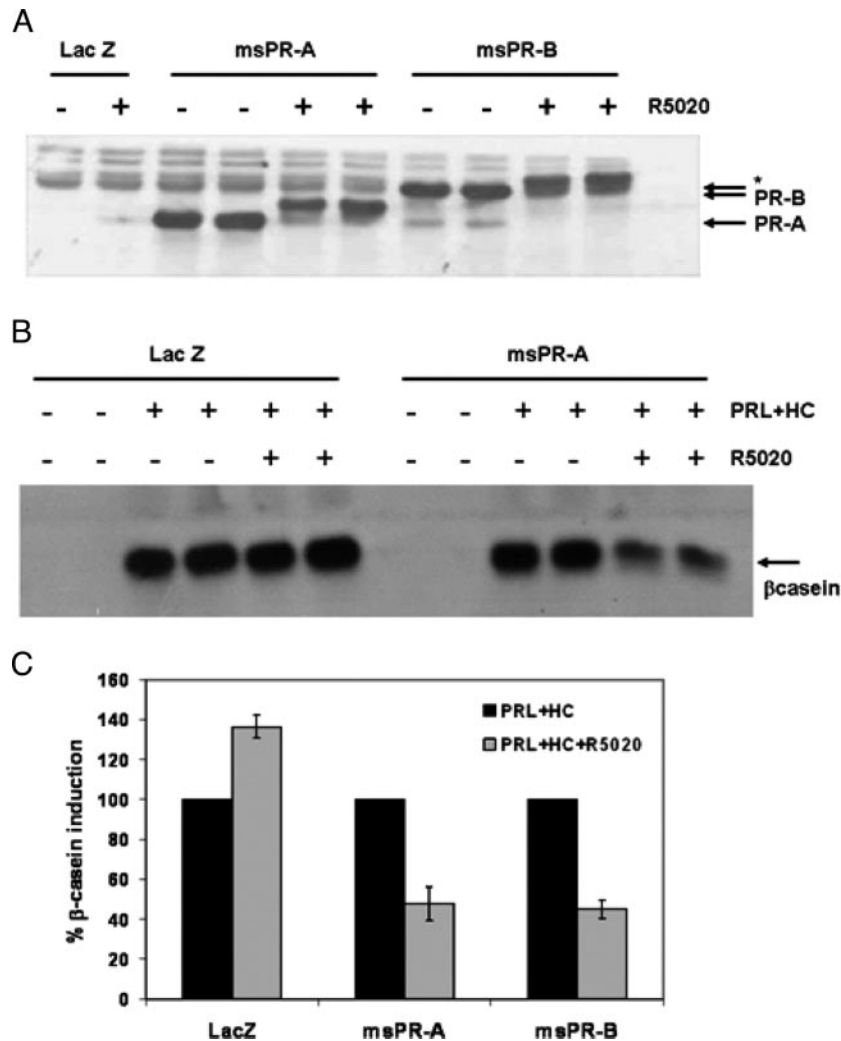 A
Lac Z msPR-A msPR-B
- + - - + + - - + + R5020
*
PR-B
PR-A
B
Lac Z msPR-A
- - + + + + - - + + + + PRL+HC
- - - - + + - - - - + + R5020
βcasein
C
160
140
120
100
80
60
40
20
0
% β-casein induction
PRL+HC
PRL+HC+R5020
LacZ msPR-A msPR-B